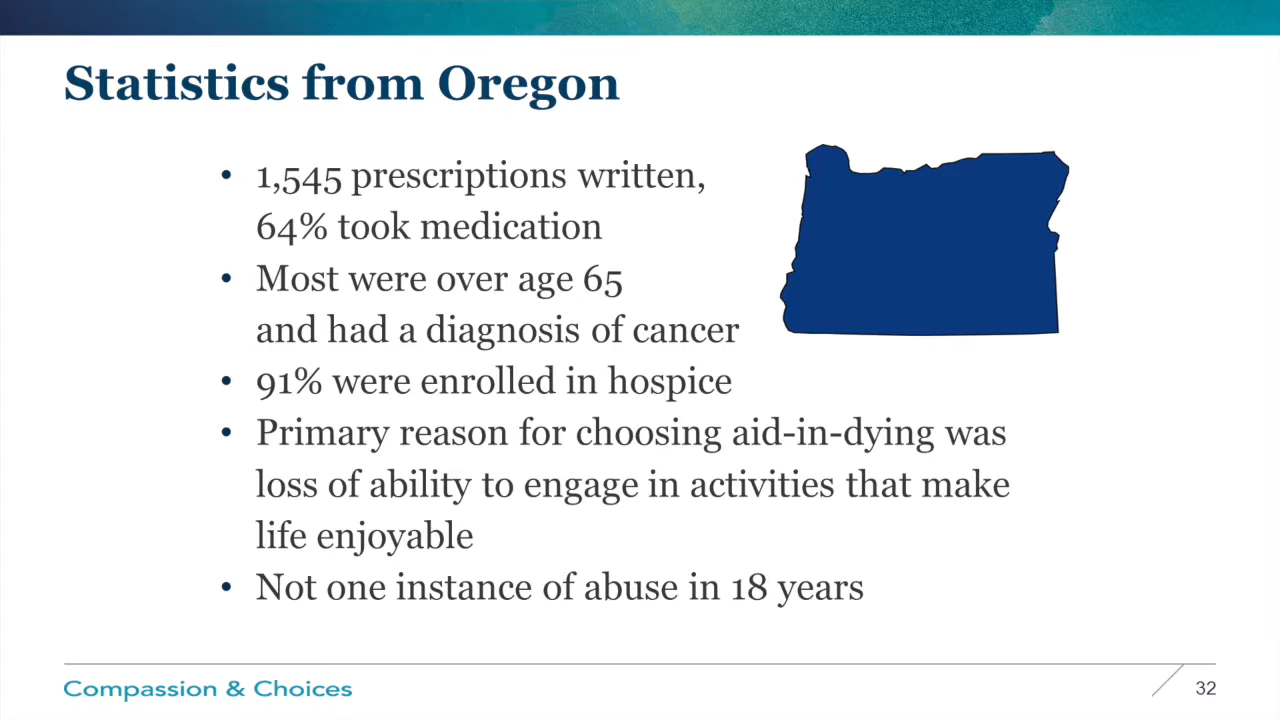 Statistics from Oregon
• 1,545 prescriptions written,
64% took medication
• Most were over age 65
and had a diagnosis of cancer
• 91% were enrolled in hospice
• Primary reason for choosing aid-in-dying was
loss of ability to engage in activities that make
life enjoyable
• Not one instance of abuse in 18 years
Compassion & Choices
32